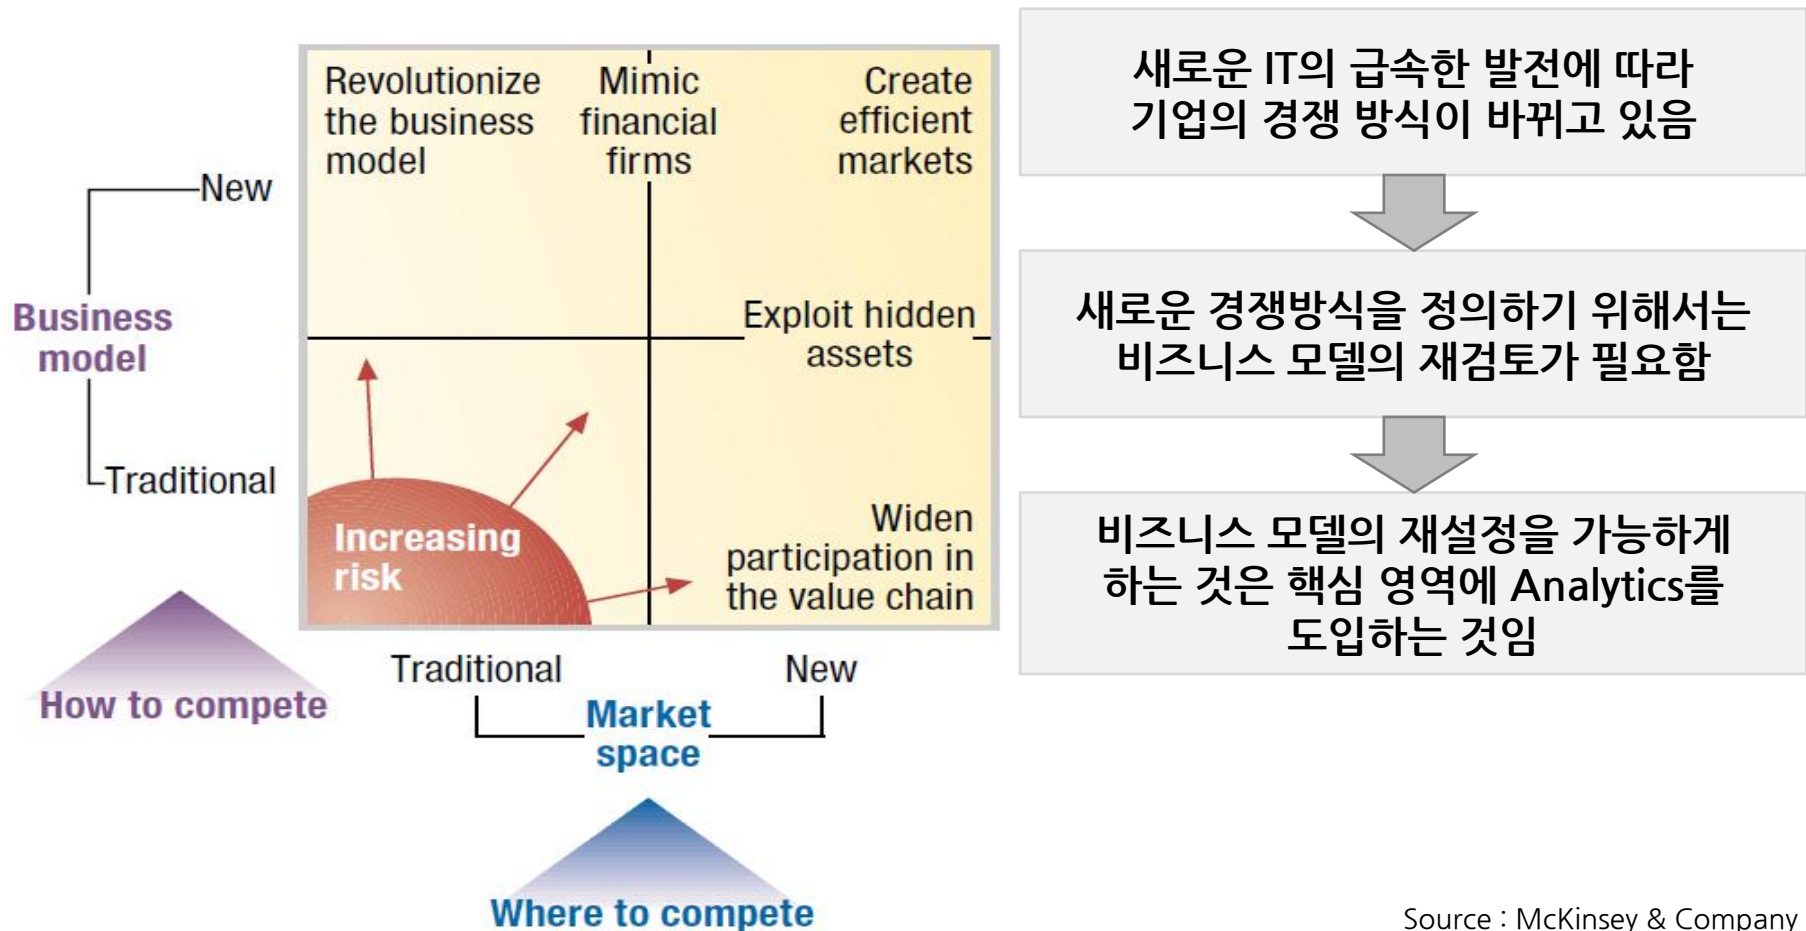 Revolutionize
the business
model
Mimic
financial
firms
Create
efficient
markets
New
Business
model
Traditional
Exploit hidden
assets
Increasing
risk
Widen
participation in
the value chain
How to compete
Traditional
New
Market
space
Where to compete
새로운 IT의 급속한 발전에 따라
기업의 경쟁 방식이 바뀌고 있음
새로운 경쟁방식을 정의하기 위해서는
비즈니스 모델의 재검토가 필요함
비즈니스 모델의 재설정을 가능하게
하는 것은 핵심 영역에 Analytics를
도입하는 것임
Source : McKinsey & Company